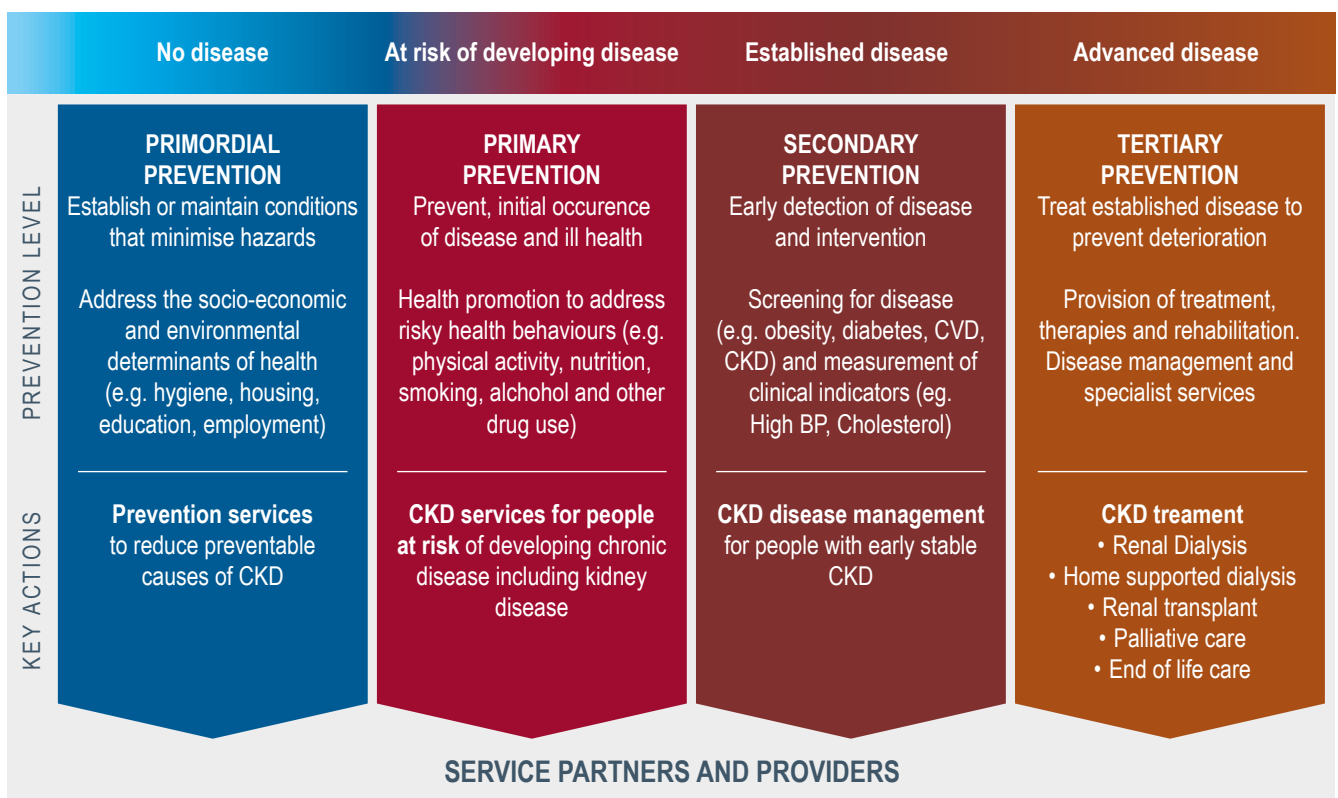 No disease
At risk of developing disease
Established disease
Advanced disease
PREVENTION LEVEL
PRIMORDIAL
PREVENTION
Establish or maintain conditions
that minimise hazards
Address the socio-economic
and environmental
determinants of health
(e.g. hygiene, housing,
education, employment)
PRIMARY
PREVENTION
Prevent, initial occurence
of disease and ill health
Health promotion to address
risky health behaviours (e.g.
physical activity, nutrition,
smoking, alchohol and other
drug use)
SECONDARY
PREVENTION
Early detection of disease
and intervention
Screening for disease
(e.g. obesity, diabetes, CVD,
CKD) and measurement of
clinical indicators (eg.
High BP, Cholesterol)
TERTIARY
PREVENTION
Treat established disease to
prevent deterioration
Provision of treatment,
therapies and rehabilitation.
Disease management and
specialist services
KEY ACTIONS
Prevention services
to reduce preventable
causes of CKD
CKD services for people
at risk of developing chronic
disease including kidney
disease
CKD disease management
for people with early stable
CKD
CKD treament
• Renal Dialysis
• Home supported dialysis
• Renal transplant
• Palliative care
• End of life care
SERVICE PARTNERS AND PROVIDERS